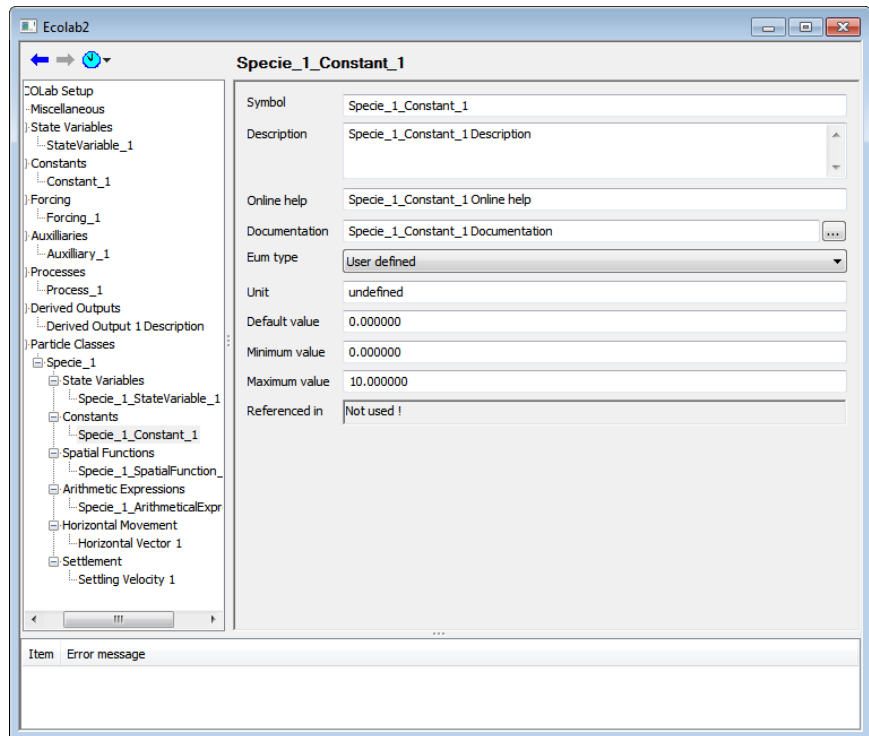 Ecolab2
Specie_1_Constant_1
COLab Setup
Miscellaneous
State Variables
StateVariable_1
Constants
Constant_1
Forcing
Forcing_1
Auxilliaries
Auxilliary_1
Processes
Process_1
Derived Outputs
Derived Output 1 Description
Particle Classes
Specie_1
State Variables
Specie_1_StateVariable_1
Constants
Specie_1_Constant_1
Spatial Functions
Specie_1_SpatialFunction_
Arithmetic Expressions
Specie_1_ArithmeticalExpr
Horizontal Movement
Horizontal Vector 1
Settlement
Settling Velocity 1
Symbol Specie_1_Constant_1
Description Specie_1_Constant_1 Description
Online help Specie_1_Constant_1 Online help
Documentation Specie_1_Constant_1 Documentation ...
Eum type User defined
Unit undefined
Default value 0.000000
Minimum value 0.000000
Maximum value 10.000000
Referenced in Not used !
Item Error message